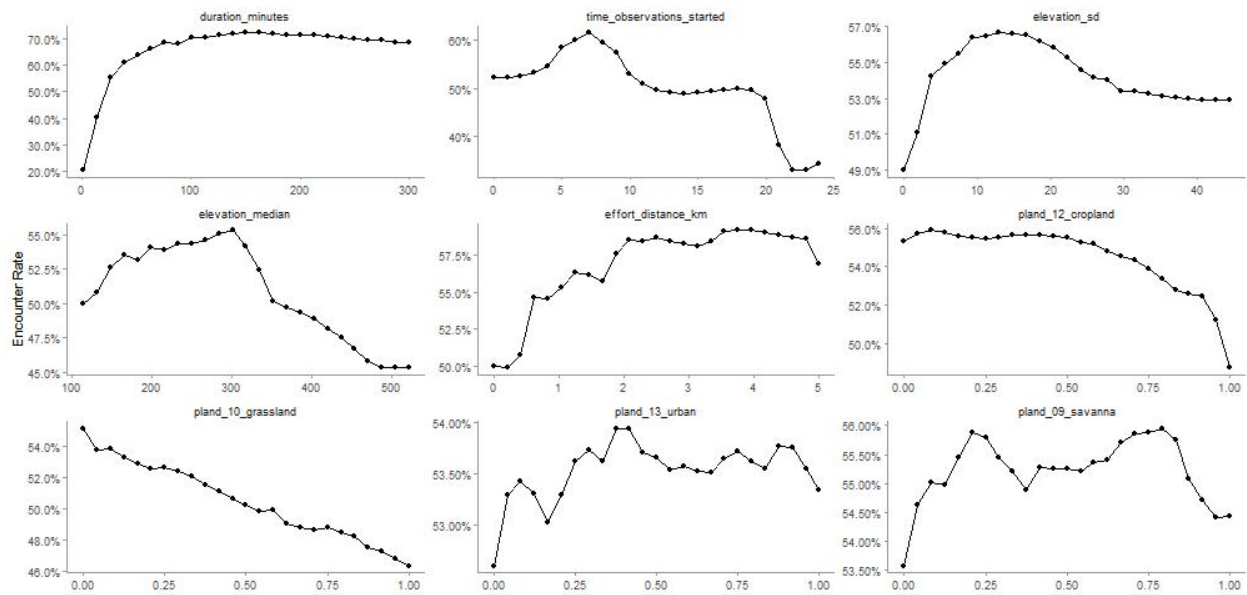 duration_minutes
70.0%
60.0%
50.0%
40.0%
30.0%
20.0%
0 100 200 300
time_observations_started
60%
50%
40%
0 5 10 15 20 25
elevation_sd
57.0%
55.0%
53.0%
51.0%
49.0%
0 10 20 30 40
Encounter Rate
elevation_median
55.0%
52.5%
50.0%
47.5%
45.0%
100 200 300 400 500
effort_distance_km
57.5%
55.0%
52.5%
50.0%
0 1 2 3 4 5
pland_12_cropland
56.0%
54.0%
52.0%
50.0%
0.00 0.25 0.50 0.75 1.00
pland_10_grassland
54.0%
52.0%
50.0%
48.0%
46.0%
0.00 0.25 0.50 0.75 1.00
pland_13_urban
54.00%
53.50%
53.00%
0.00 0.25 0.50 0.75 1.00
pland_09_savanna
56.00%
55.50%
55.00%
54.50%
54.00%
53.50%
0.00 0.25 0.50 0.75 1.00